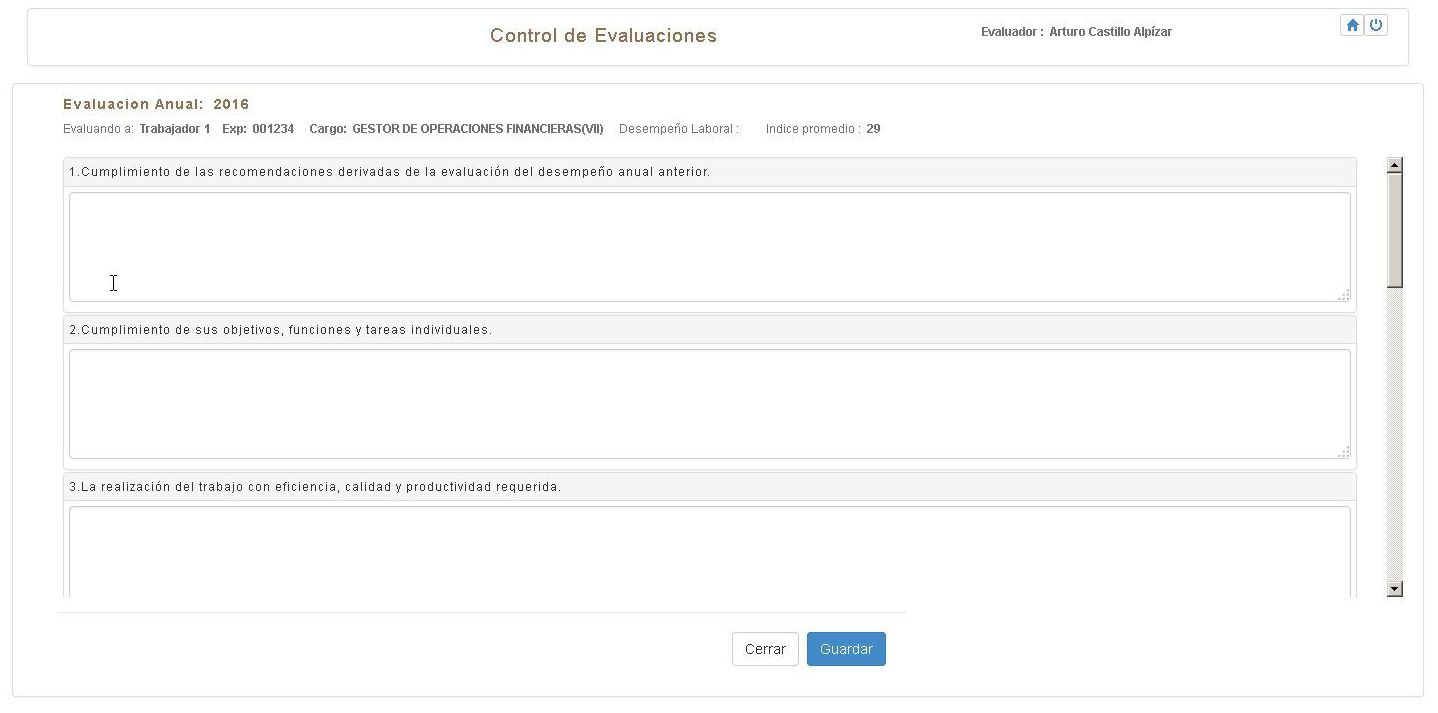 Control de Evaluaciones
Evaluador : Arturo Castillo Alpízar
Evaluacion Anual: 2016
Evaluando a: Trabajador 1 Exp: 001234 Cargo: GESTOR DE OPERACIONES FINANCIERAS(VII) Desempeño Laboral : Indice promedio : 29
1.Cumplimiento de las recomendaciones derivadas de la evaluación del desempeño anual anterior.
2.Cumplimiento de sus objetivos, funciones y tareas individuales.
3.La realización del trabajo con eficiencia, calidad y productividad requerida.
Cerrar Guardar